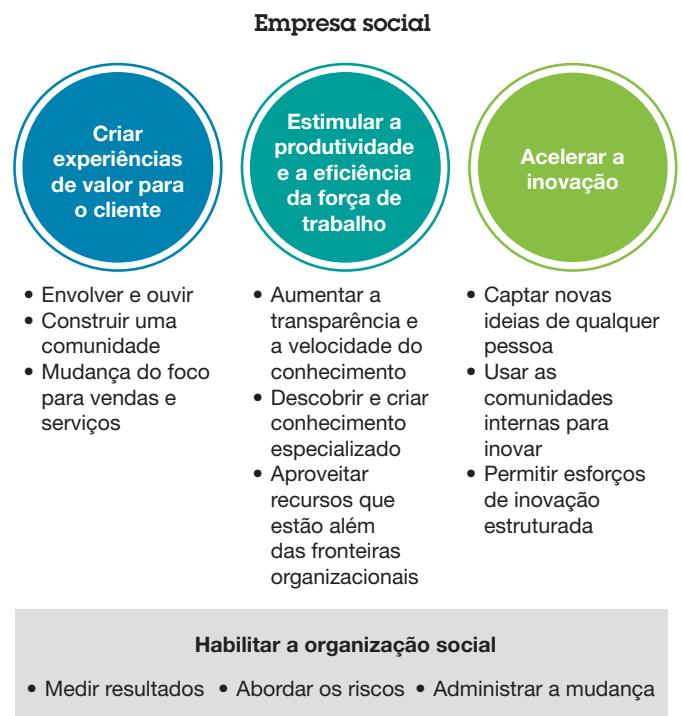 Empresa social
Criar
experiências
de valor para
o cliente
Estimular a
produtividade
e a eficiência
da força de
trabalho
Acelerar a
inovação
• Envolver e ouvir
• Construir uma
comunidade
• Mudança do foco
para vendas e
serviços
• Aumentar a
transparência e
a velocidade do
conhecimento
• Descobrir e criar
conhecimento
especializado
• Aproveitar
recursos que
estão além
das fronteiras
organizacionais
• Captar novas
ideias de qualquer
pessoa
• Usar as
comunidades
internas para
inovar
• Permitir esforços
de inovação
estruturada
Habilitar a organização social
• Medir resultados • Abordar os riscos • Administrar a mudança